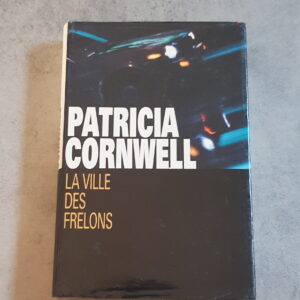 PATRICIA
CORNWELL
LA VILLE
DES
FRELONS